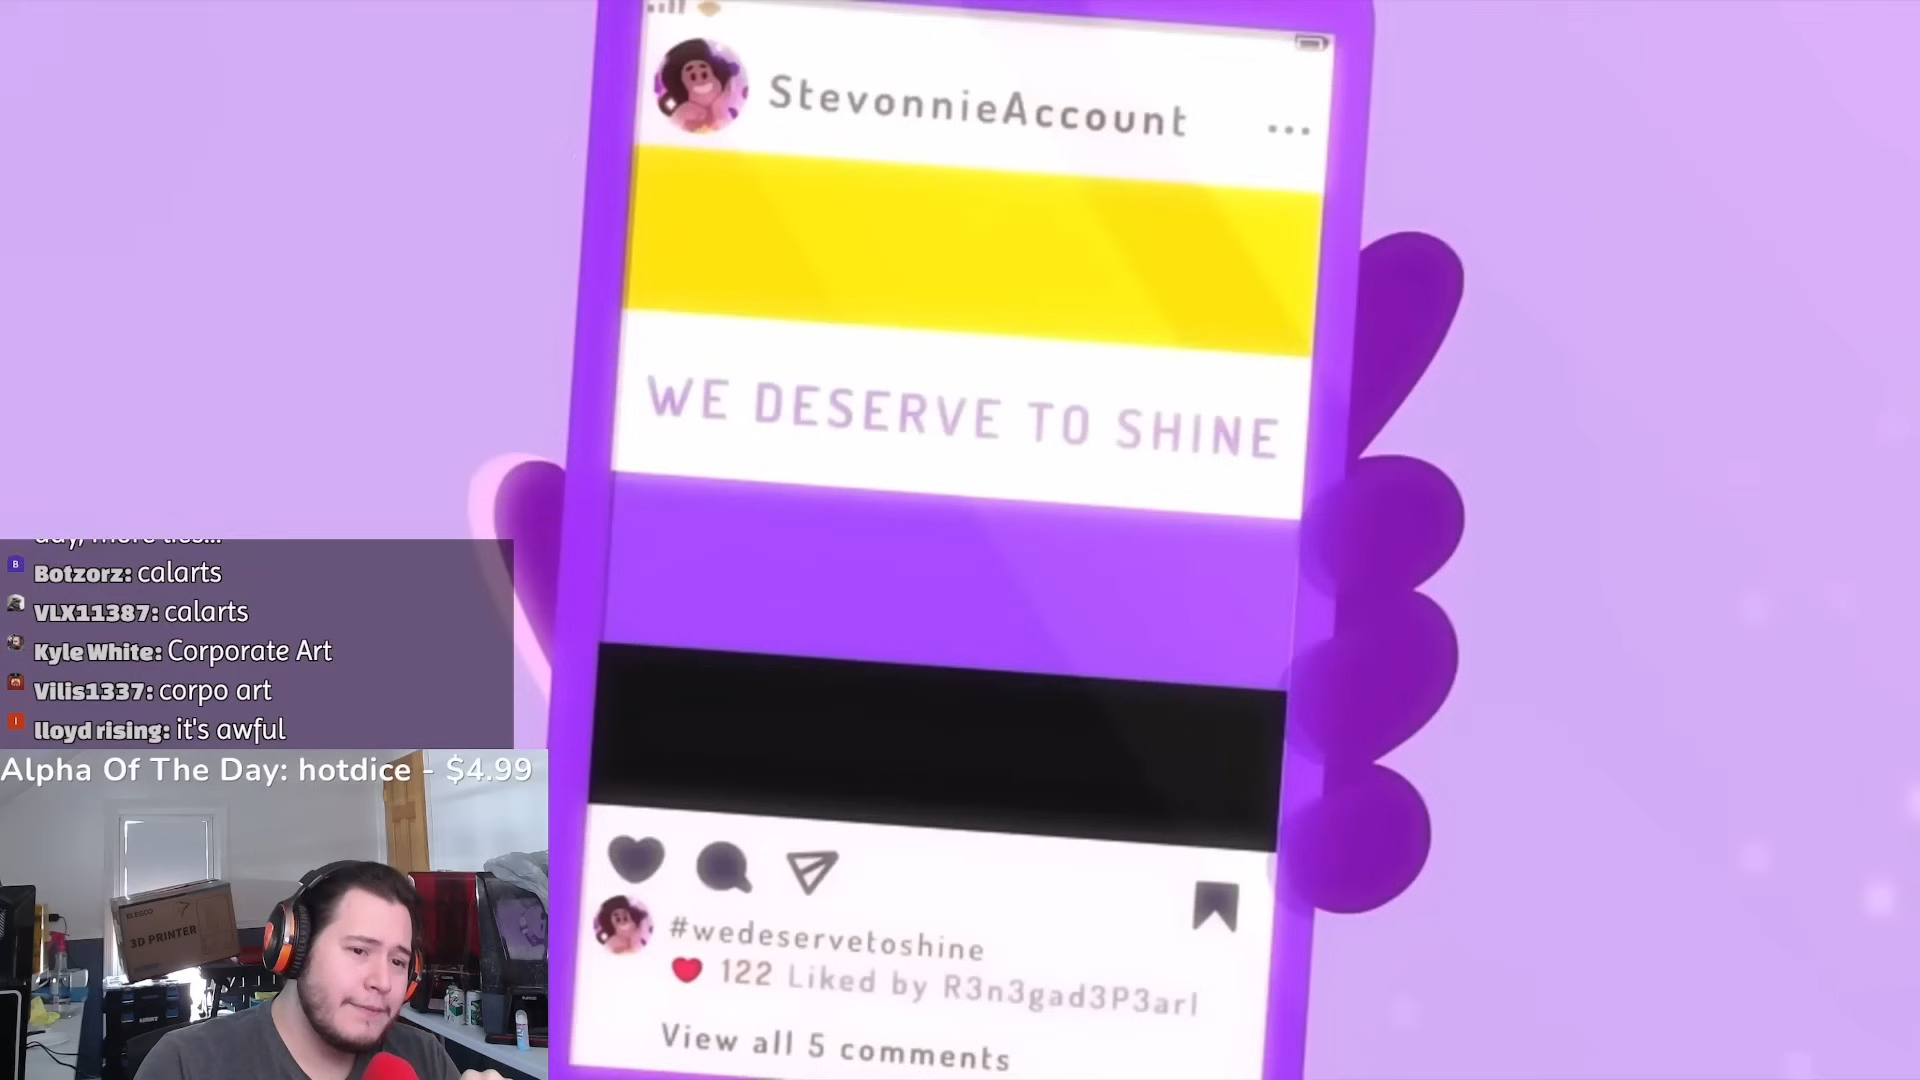 StevonnieAccount
...
WE DESERVE TO SHINE
#wedeservetoshine
122 Liked by R3n3gad3P3arl
View all 5 comments
Botzorz: calarts
VLX11387: calarts
Kyle White: Corporate Art
Vilis1337: corpo art
lloyd rising: it's awful
Alpha Of The Day: hotdice - $4.99
ELEGOO
3D PRINTER